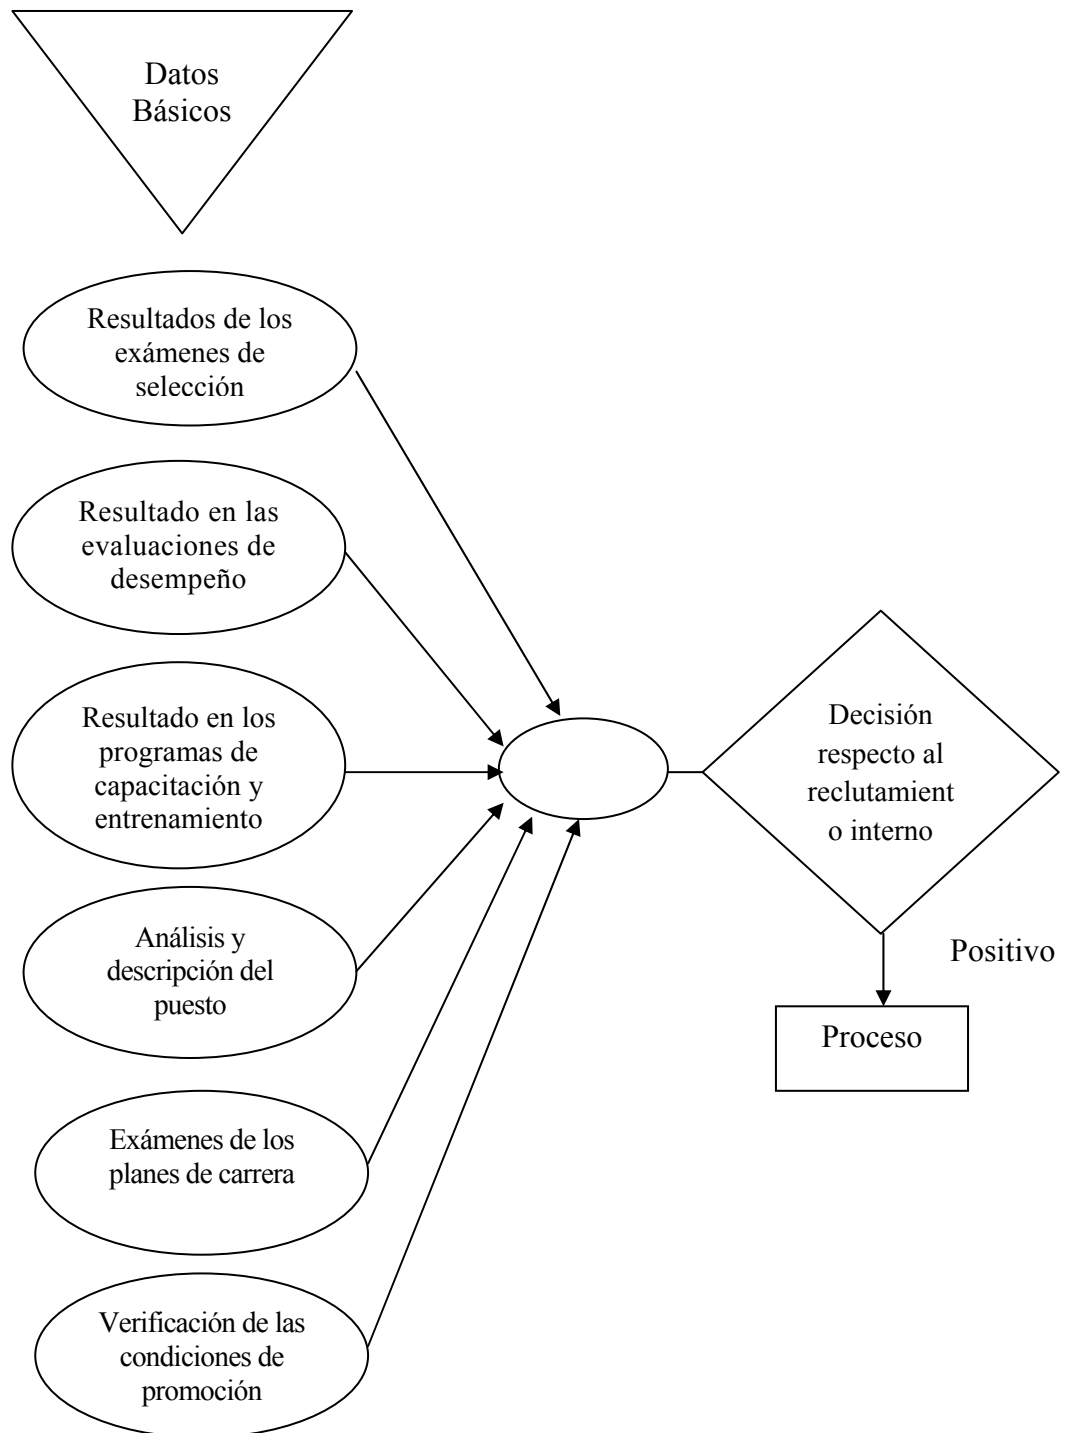 Datos
Básicos
Resultados de los
exámenes de
selección
Resultado en las
evaluaciones de
desempeño
Resultado en los
programas de
capacitación y
entrenamiento
Análisis y
descripción del
puesto
Exámenes de los
planes de carrera
Verificación de las
condiciones de
promoción
Decisión
respecto al
reclutamient
o interno
Positivo
Proceso